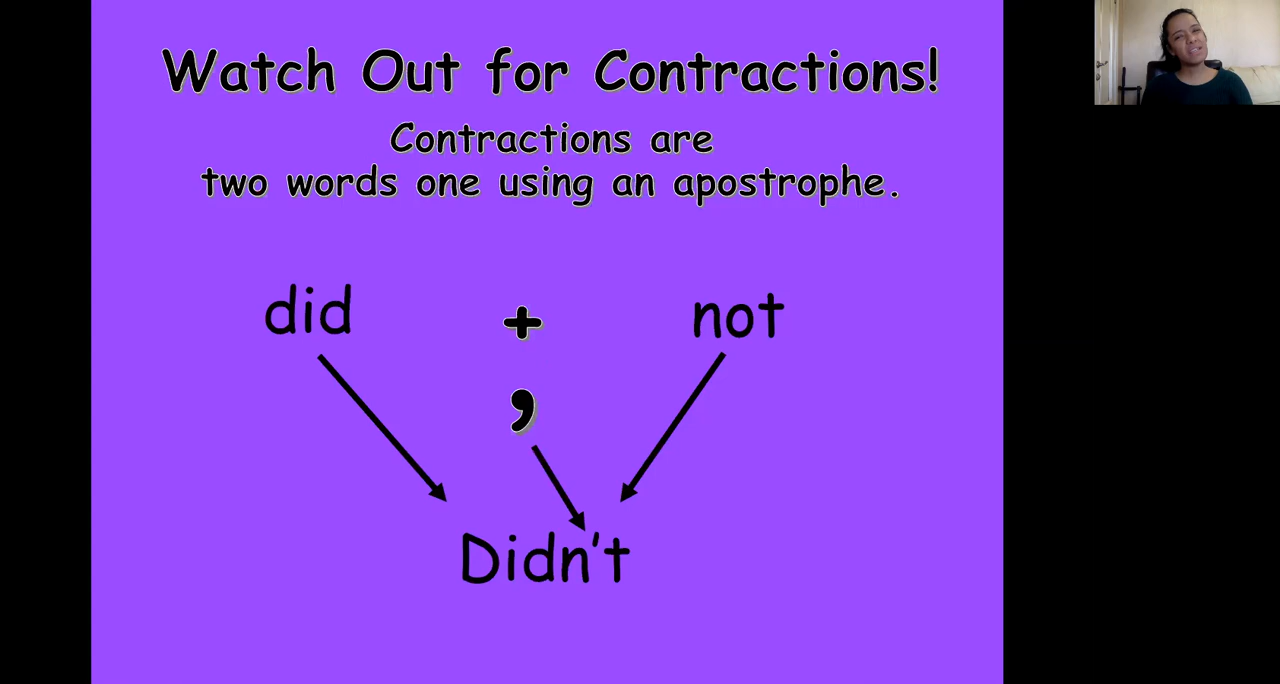 Watch Out for Contractions!
Contractions are
two words one using an apostrophe.
did + not
,
Didn't